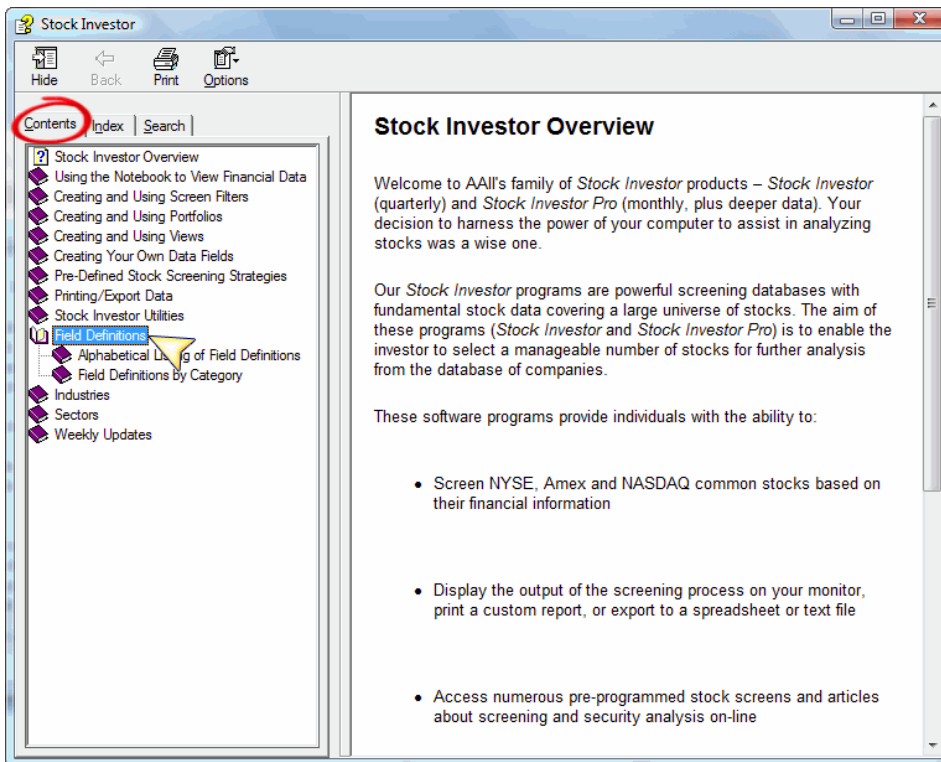 Stock Investor
Hide Back Print Options
Contents Index Search
Stock Investor Overview
Using the Notebook to View Financial Data
Creating and Using Screen Filters
Creating and Using Portfolios
Creating and Using Views
Creating Your Own Data Fields
Pre-Defined Stock Screening Strategies
Printing/Export Data
Stock Investor Utilities
Field Definitions
Alphabetical of Field Definitions
Field Definitions by Category
Industries
Sectors
Weekly Updates
Stock Investor Overview
Welcome to AAII's family of Stock Investor products – Stock Investor
(quarterly) and Stock Investor Pro (monthly, plus deeper data). Your
decision to harness the power of your computer to assist in analyzing
stocks was a wise one.
Our Stock Investor programs are powerful screening databases with
fundamental stock data covering a large universe of stocks. The aim of
these programs (Stock Investor and Stock Investor Pro) is to enable the
investor to select a manageable number of stocks for further analysis
from the database of companies.
These software programs provide individuals with the ability to:
• Screen NYSE, Amex and NASDAQ common stocks based on
their financial information
• Display the output of the screening process on your monitor,
print a custom report, or export to a spreadsheet or text file
• Access numerous pre-programmed stock screens and articles
about screening and security analysis on-line